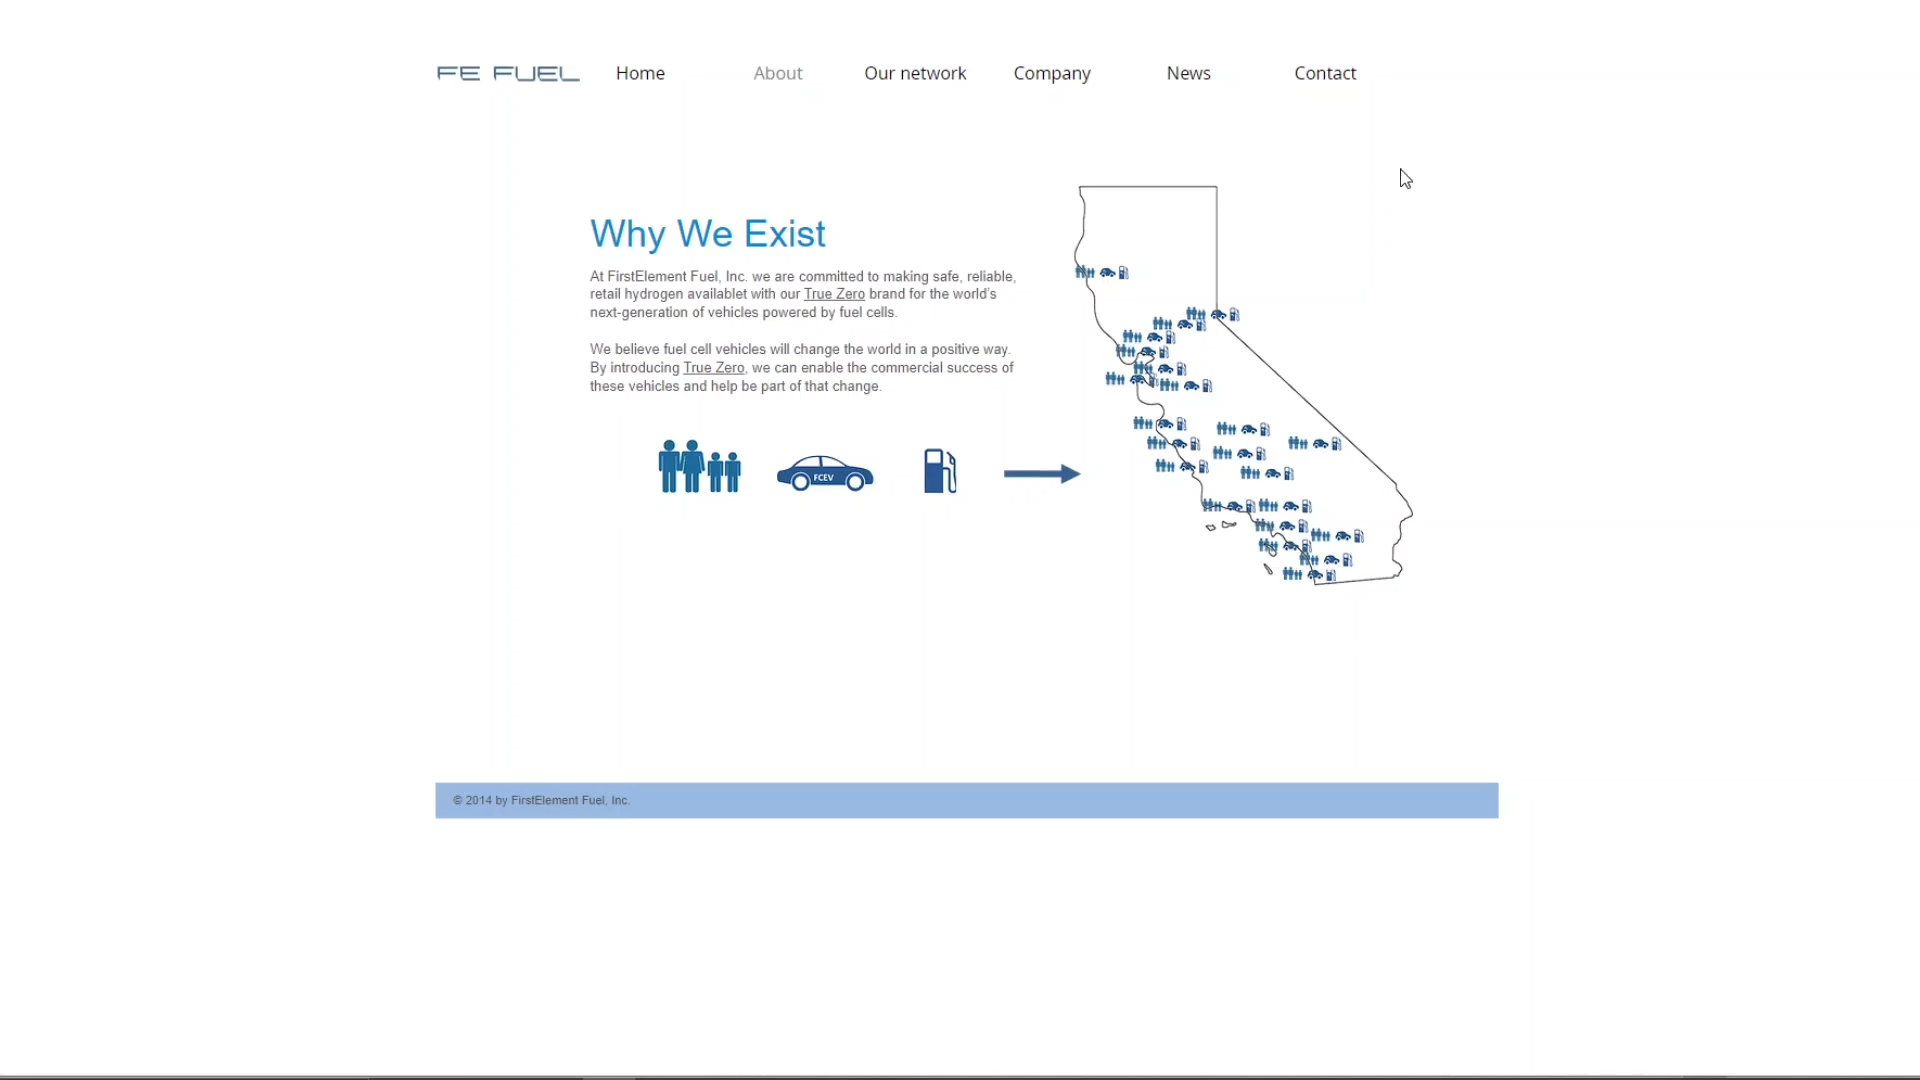 FE FUEL Home About Our network Company News Contact
Why We Exist
At FirstElement Fuel, Inc. we are committed to making safe, reliable,
retail hydrogen availablet with our True Zero brand for the world's
next-generation of vehicles powered by fuel cells.
We believe fuel cell vehicles will change the world in a positive way.
By introducing True Zero, we can enable the commercial success of
these vehicles and help be part of that change.
FCEV
© 2014 by FirstElement Fuel, Inc.